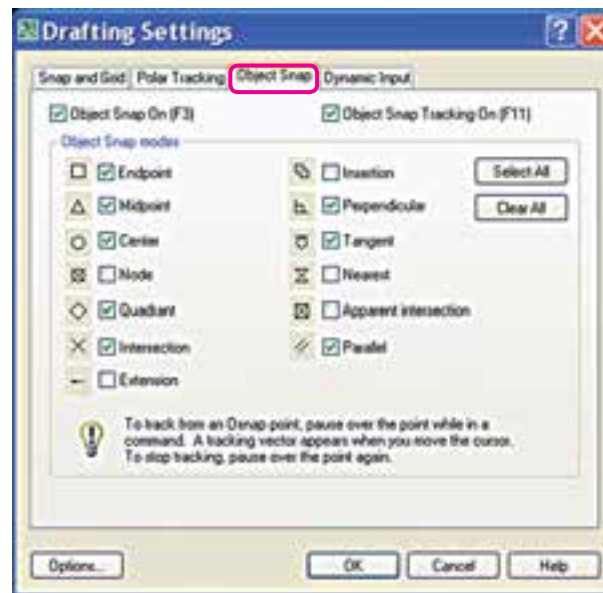 Drafting Settings
Snap and Grid Polar Tracking Object Snap Dynamic Input
Object Snap On (F3)
Object Snap Tracking On (F11)
Object Snap modes
Endpoint
Midpoint
Center
Node
Quadrant
Intersection
Extension
Insertion
Perpendicular
Tangent
Nearest
Apparent intersection
Parallel
Select All
Clear All
To track from an Osnap point, pause over the point while in a
command. A tracking vector appears when you move the cursor.
To stop tracking, pause over the point again.
Options...
OK
Cancel
Help